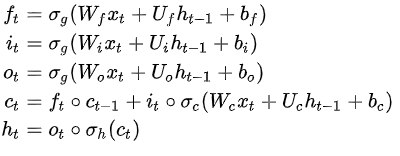 f_t = σ_g(W_f x_t + U_f h_{t−1} + b_f)
i_t = σ_g(W_i x_t + U_i h_{t−1} + b_i)
o_t = σ_g(W_o x_t + U_o h_{t−1} + b_o)
c_t = f_t ∘ c_{t−1} + i_t ∘ σ_c(W_c x_t + U_c h_{t−1} + b_c)
h_t = o_t ∘ σ_h(c_t)